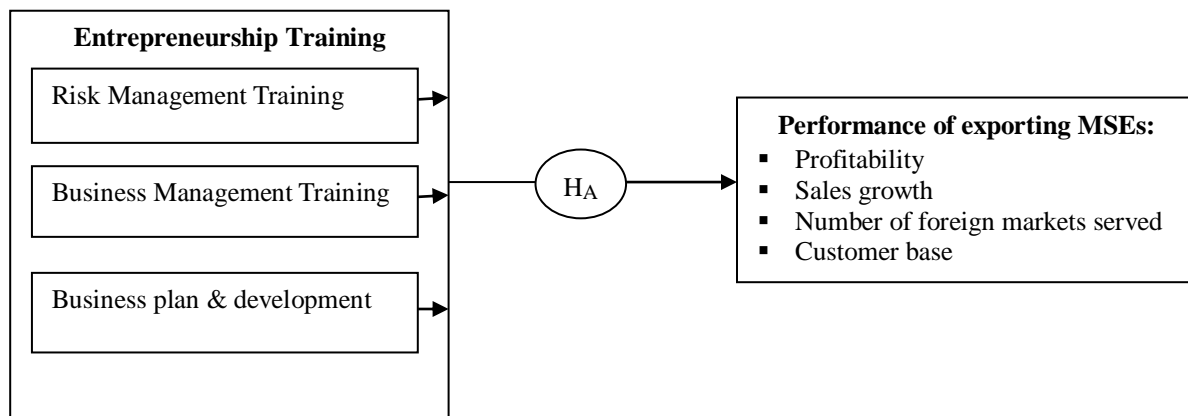 Entrepreneurship Training
Risk Management Training
Business Management Training
Business plan & development
HA
Performance of exporting MSEs:
▪ Profitability
▪ Sales growth
▪ Number of foreign markets served
▪ Customer base